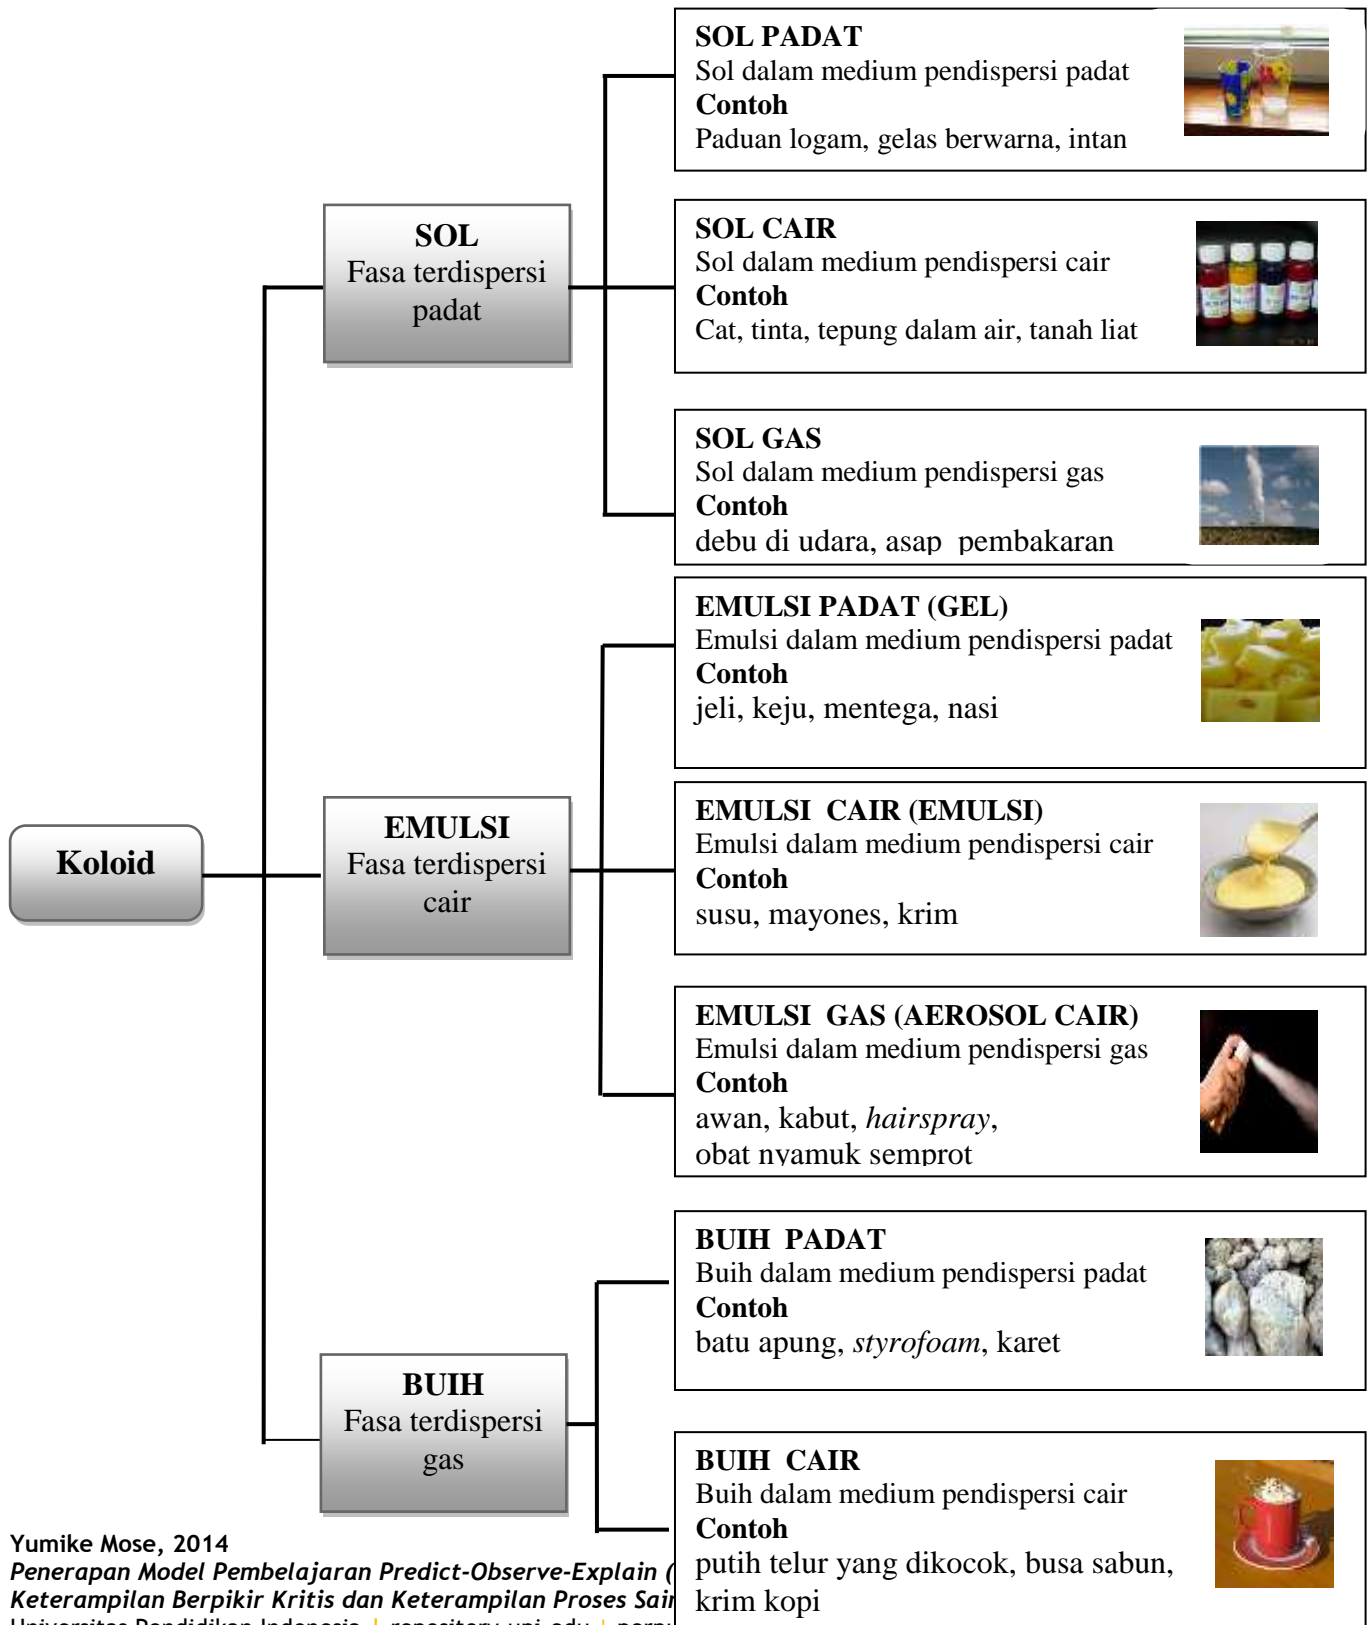 Koloid
SOL
Fasa terdispersi
padat
SOL PADAT
Sol dalam medium pendispersi padat
Contoh
Paduan logam, gelas berwarna, intan
SOL CAIR
Sol dalam medium pendispersi cair
Contoh
Cat, tinta, tepung dalam air, tanah liat
SOL GAS
Sol dalam medium pendispersi gas
Contoh
debu di udara, asap pembakaran
EMULSI
Fasa terdispersi
cair
EMULSI PADAT (GEL)
Emulsi dalam medium pendispersi padat
Contoh
jeli, keju, mentega, nasi
EMULSI CAIR (EMULSI)
Emulsi dalam medium pendispersi cair
Contoh
susu, mayones, krim
EMULSI GAS (AEROSOL CAIR)
Emulsi dalam medium pendispersi gas
Contoh
awan, kabut, hairspray,
obat nyamuk semprot
BUIH
Fasa terdispersi
gas
BUIH PADAT
Buih dalam medium pendispersi padat
Contoh
batu apung, styrofoam, karet
BUIH CAIR
Buih dalam medium pendispersi cair
Contoh
putih telur yang dikocok, busa sabun,
krim kopi
Yumike Mose, 2014
Penerapan Model Pembelajaran Predict-Observe-Explain (
Keterampilan Berpikir Kritis dan Keterampilan Proses
Universitas Pendidikan Indonesia | repository.upi.edu |